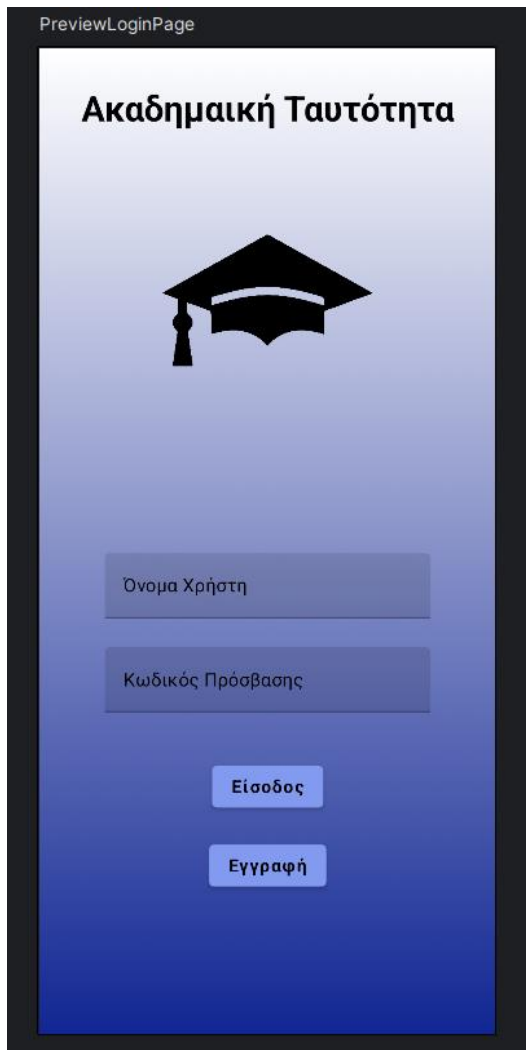 PreviewLoginPage
Ακαδημαική Ταυτότητα
Όνομα Χρήστη
Κωδικός Πρόσβασης
Είσοδος
Εγγραφή